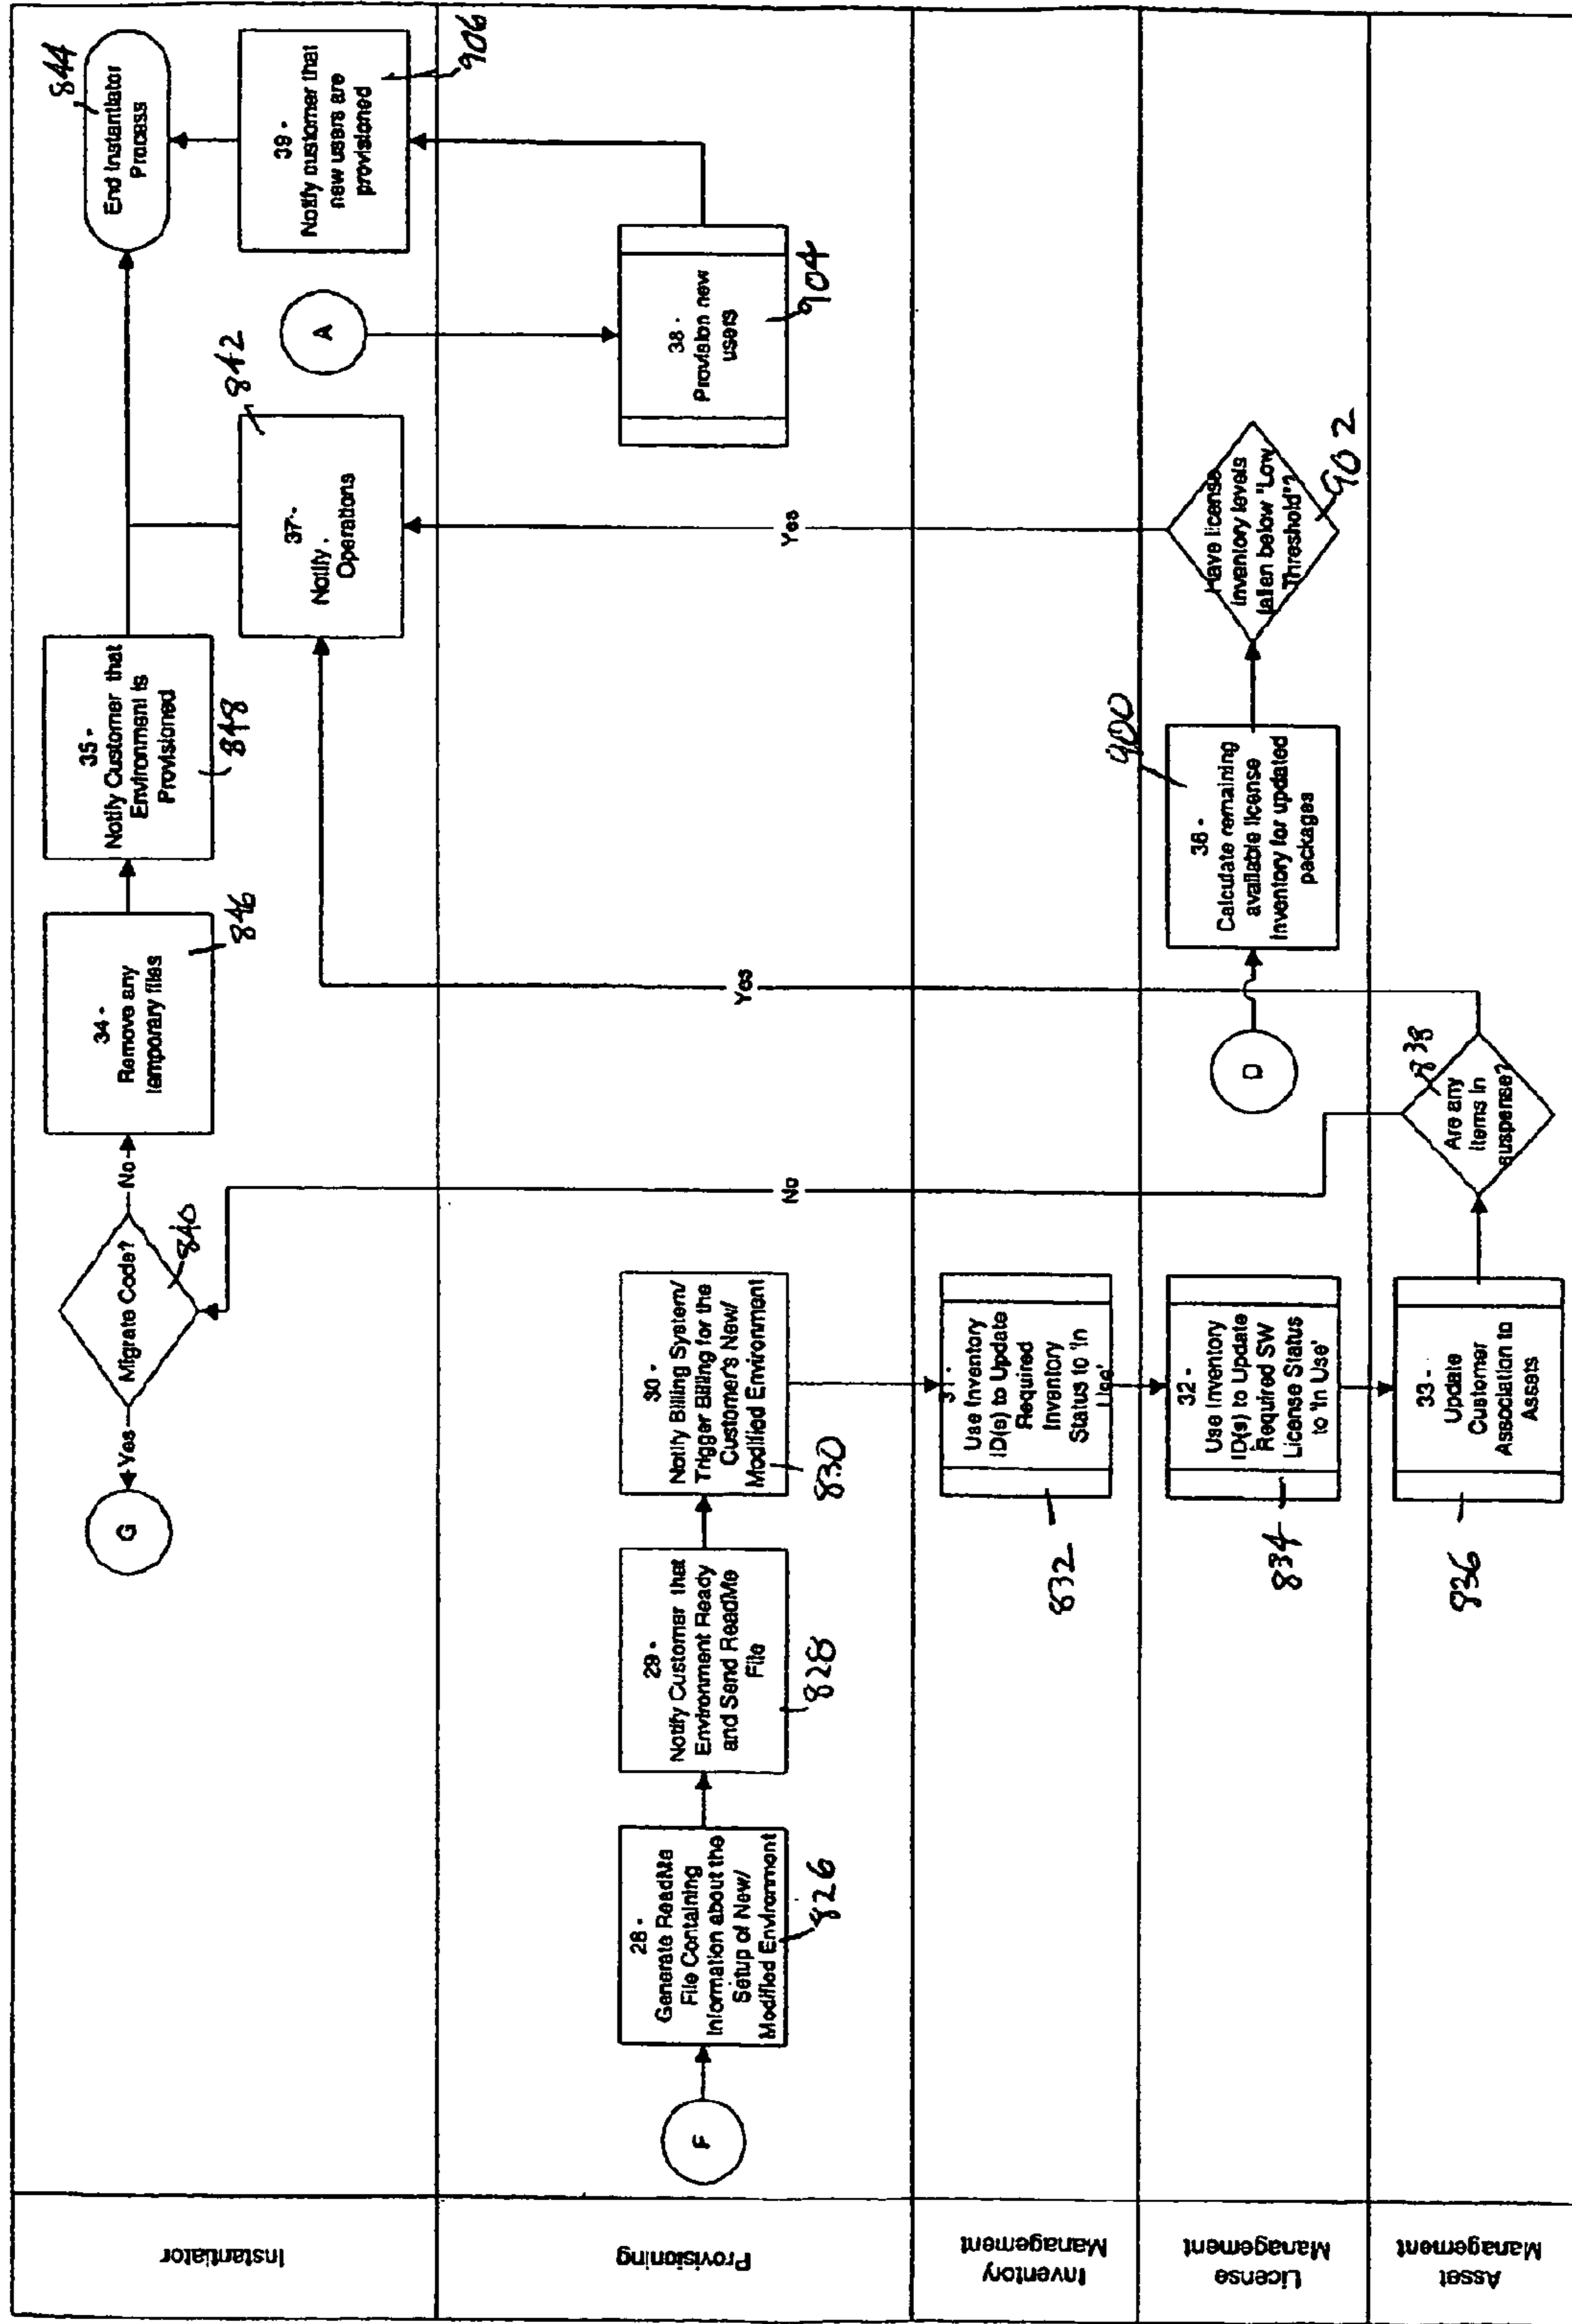 Instantiator
G
Yes
Migrate Code?
840
No
34 -
Remove any
temporary files
846
35 -
Notify Customer that
Environment is
Provisioned
848
37 -
Notify
Operations
842
A
End Instantiator
Process
844
39 -
Notify customer that
new users are
provisioned
906
Provisioning
F
28 -
Generate ReadMe
File Containing
Information about the
Setup of New/
Modified Environment
826
29 -
Notify Customer that
Environment Ready
and Send ReadMe
File
828
30 -
Notify Billing System/
Trigger Billing for the
Customer's New/
Modified Environment
830
No
Yes
Yes
38 -
Provision new
users
904
Inventory
Management
3
Use Inventory
ID(s) to Update
Required
Inventory
Status to 'In
Use'
832
License
Management
32 -
Use Inventory
ID(s) to Update
Required SW
License Status
to 'In Use'
834
D
36 -
Calculate remaining
available license
inventory for updated
packages
900
Have license
inventory levels
fallen below "Low
Threshold"?
902
Asset
Management
33 -
Update
Customer
Association to
Assets
836
Are any
items in
suspense?
838